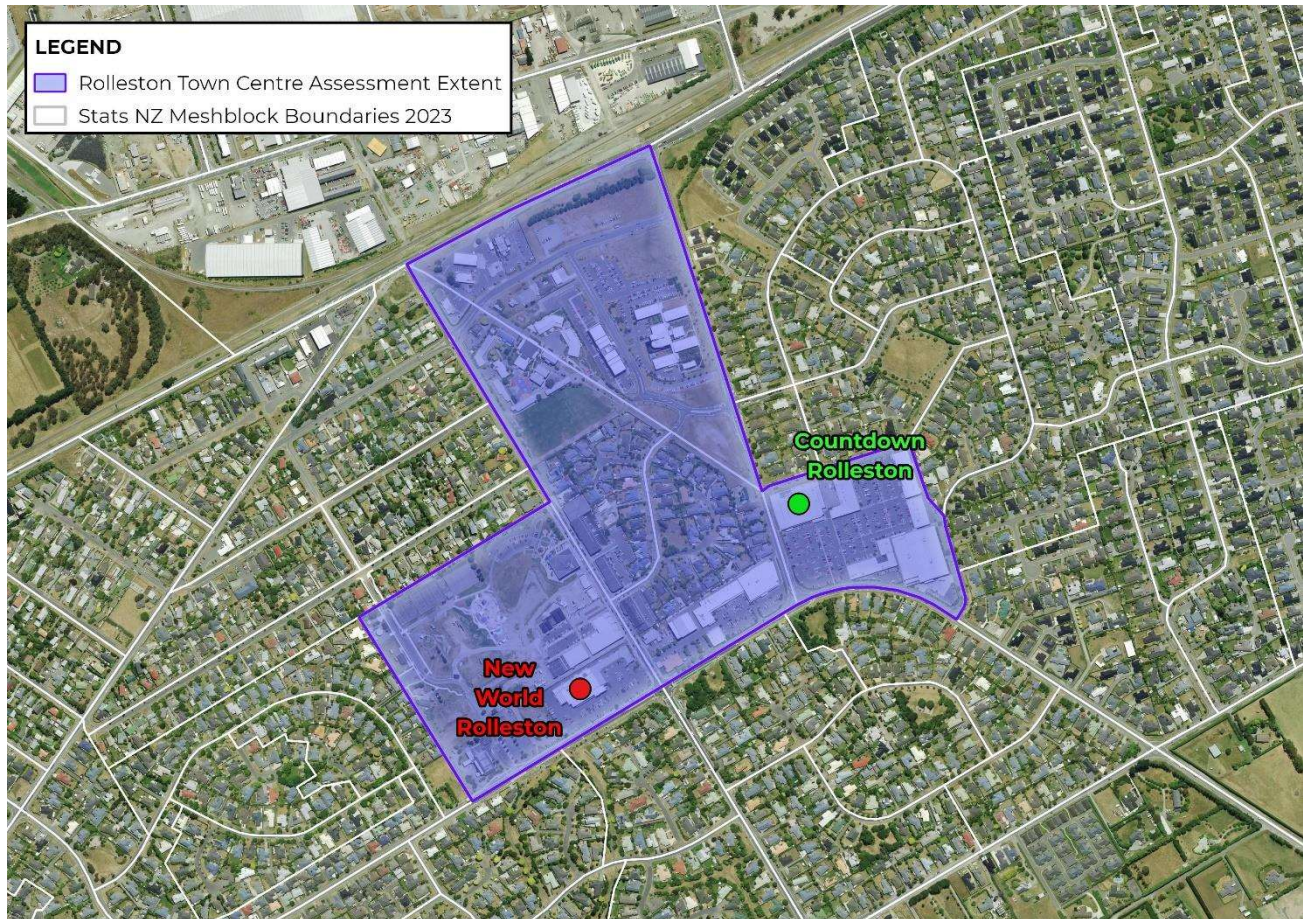 LEGEND
Rolleston Town Centre Assessment Extent
Stats NZ Meshblock Boundaries 2023
Countdown
Rolleston
New
World
Rolleston